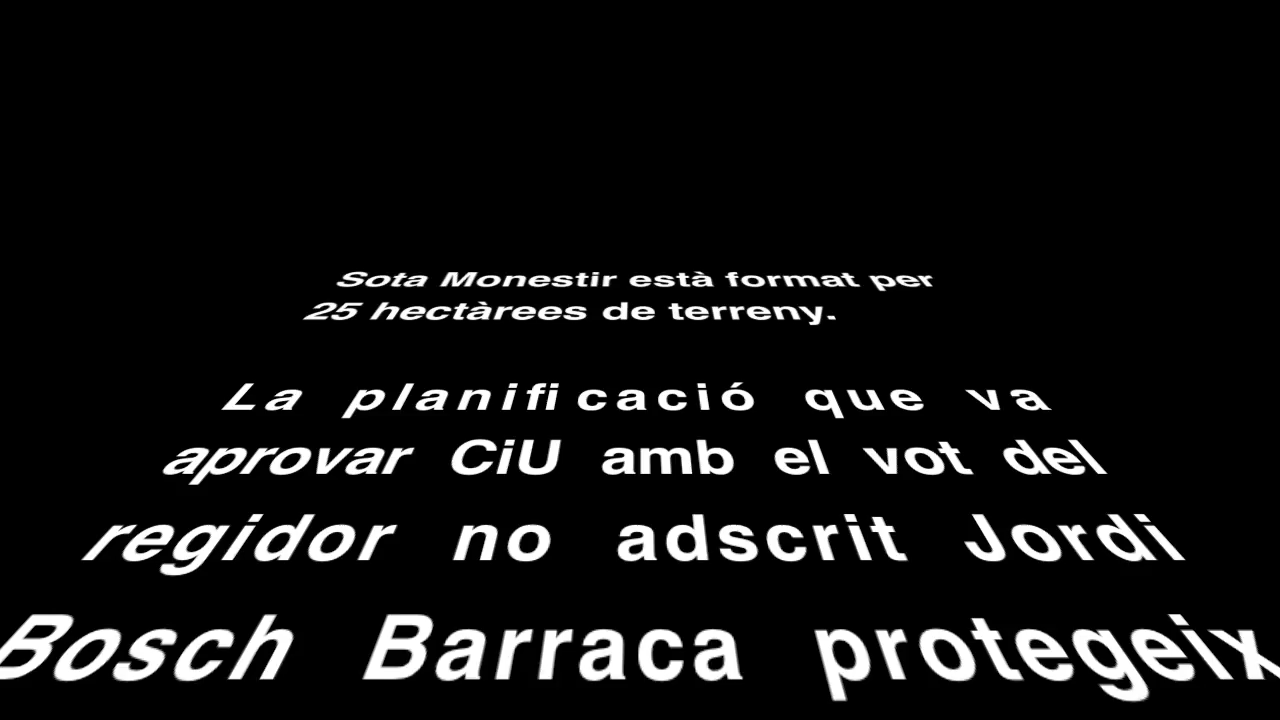 Sota Monestir està format per
25 hectàrees de terreny.
La planificació que va
aprovar CiU amb el vot del
regidor no adscrit Jordi
Bosch Barraca protegeix